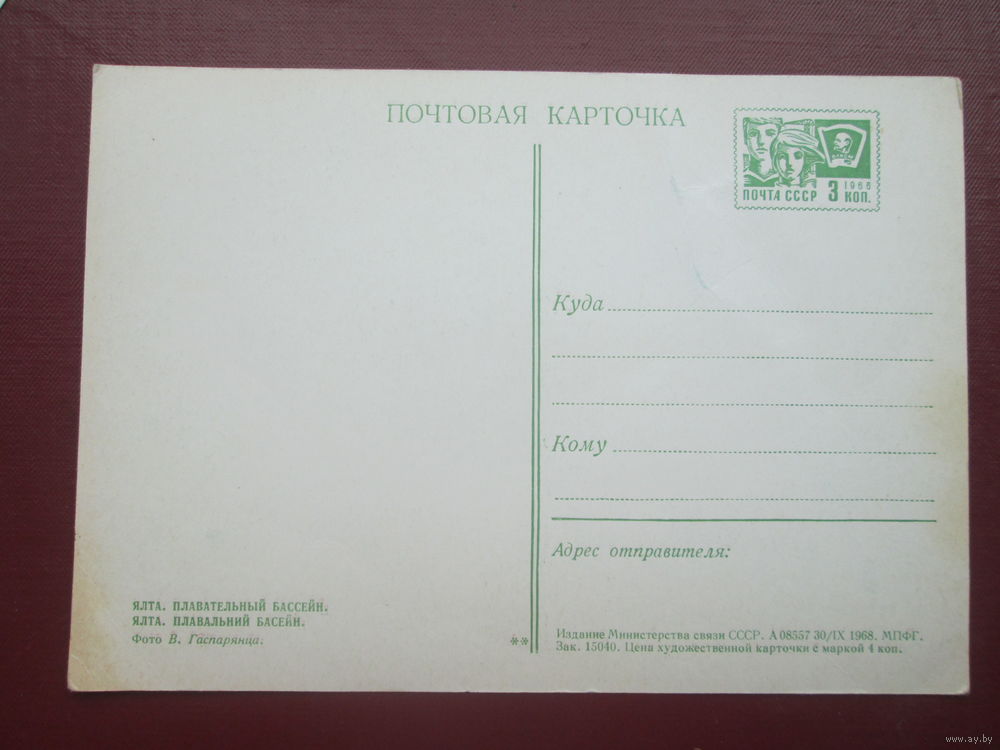 ПОЧТОВАЯ КАРТОЧКА
1966
ПОЧТА СССР 3 КОП.
Куда
Кому
Адрес отправителя:
ЯЛТА. ПЛАВАТЕЛЬНЫЙ БАССЕЙН.
ЯЛТА. ПЛАВАЛЬНИЙ БАСЕЙН.
Фото В. Гаспарянца.
**
Издание Министерства связи СССР. А 08557 30/IX 1968. МПФГ.
Зак. 15040. Цена художественной карточки с маркой 4 коп.
www.ay.by